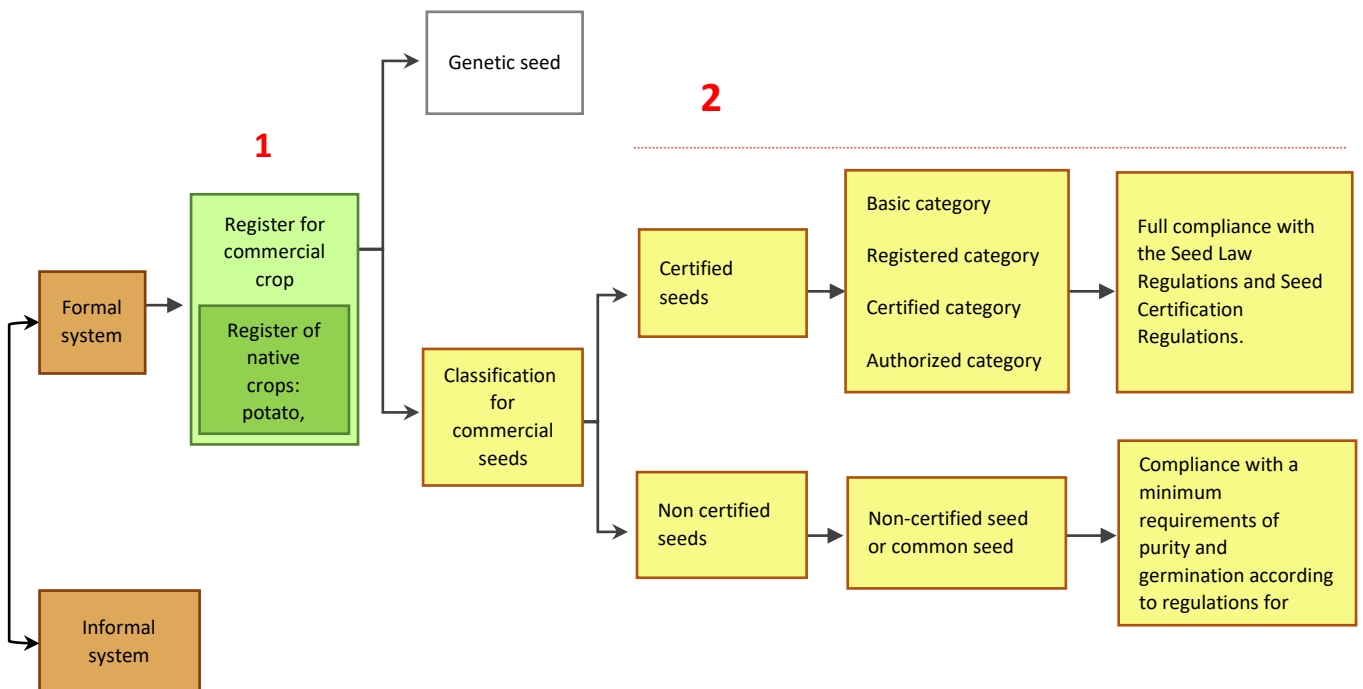 Genetic seed
2
1
Register for
commercial
crop
Register of
native
crops:
potato,
Formal
system
Informal
system
Classification
for
commercial
seeds
Certified
seeds
Basic category
Registered category
Certified category
Authorized category
Full compliance with
the Seed Law
Regulations and Seed
Certification
Regulations.
Non certified
seeds
Non-certified seed
or common seed
Compliance with a
minimum
requirements of
purity and
germination according
to regulations for